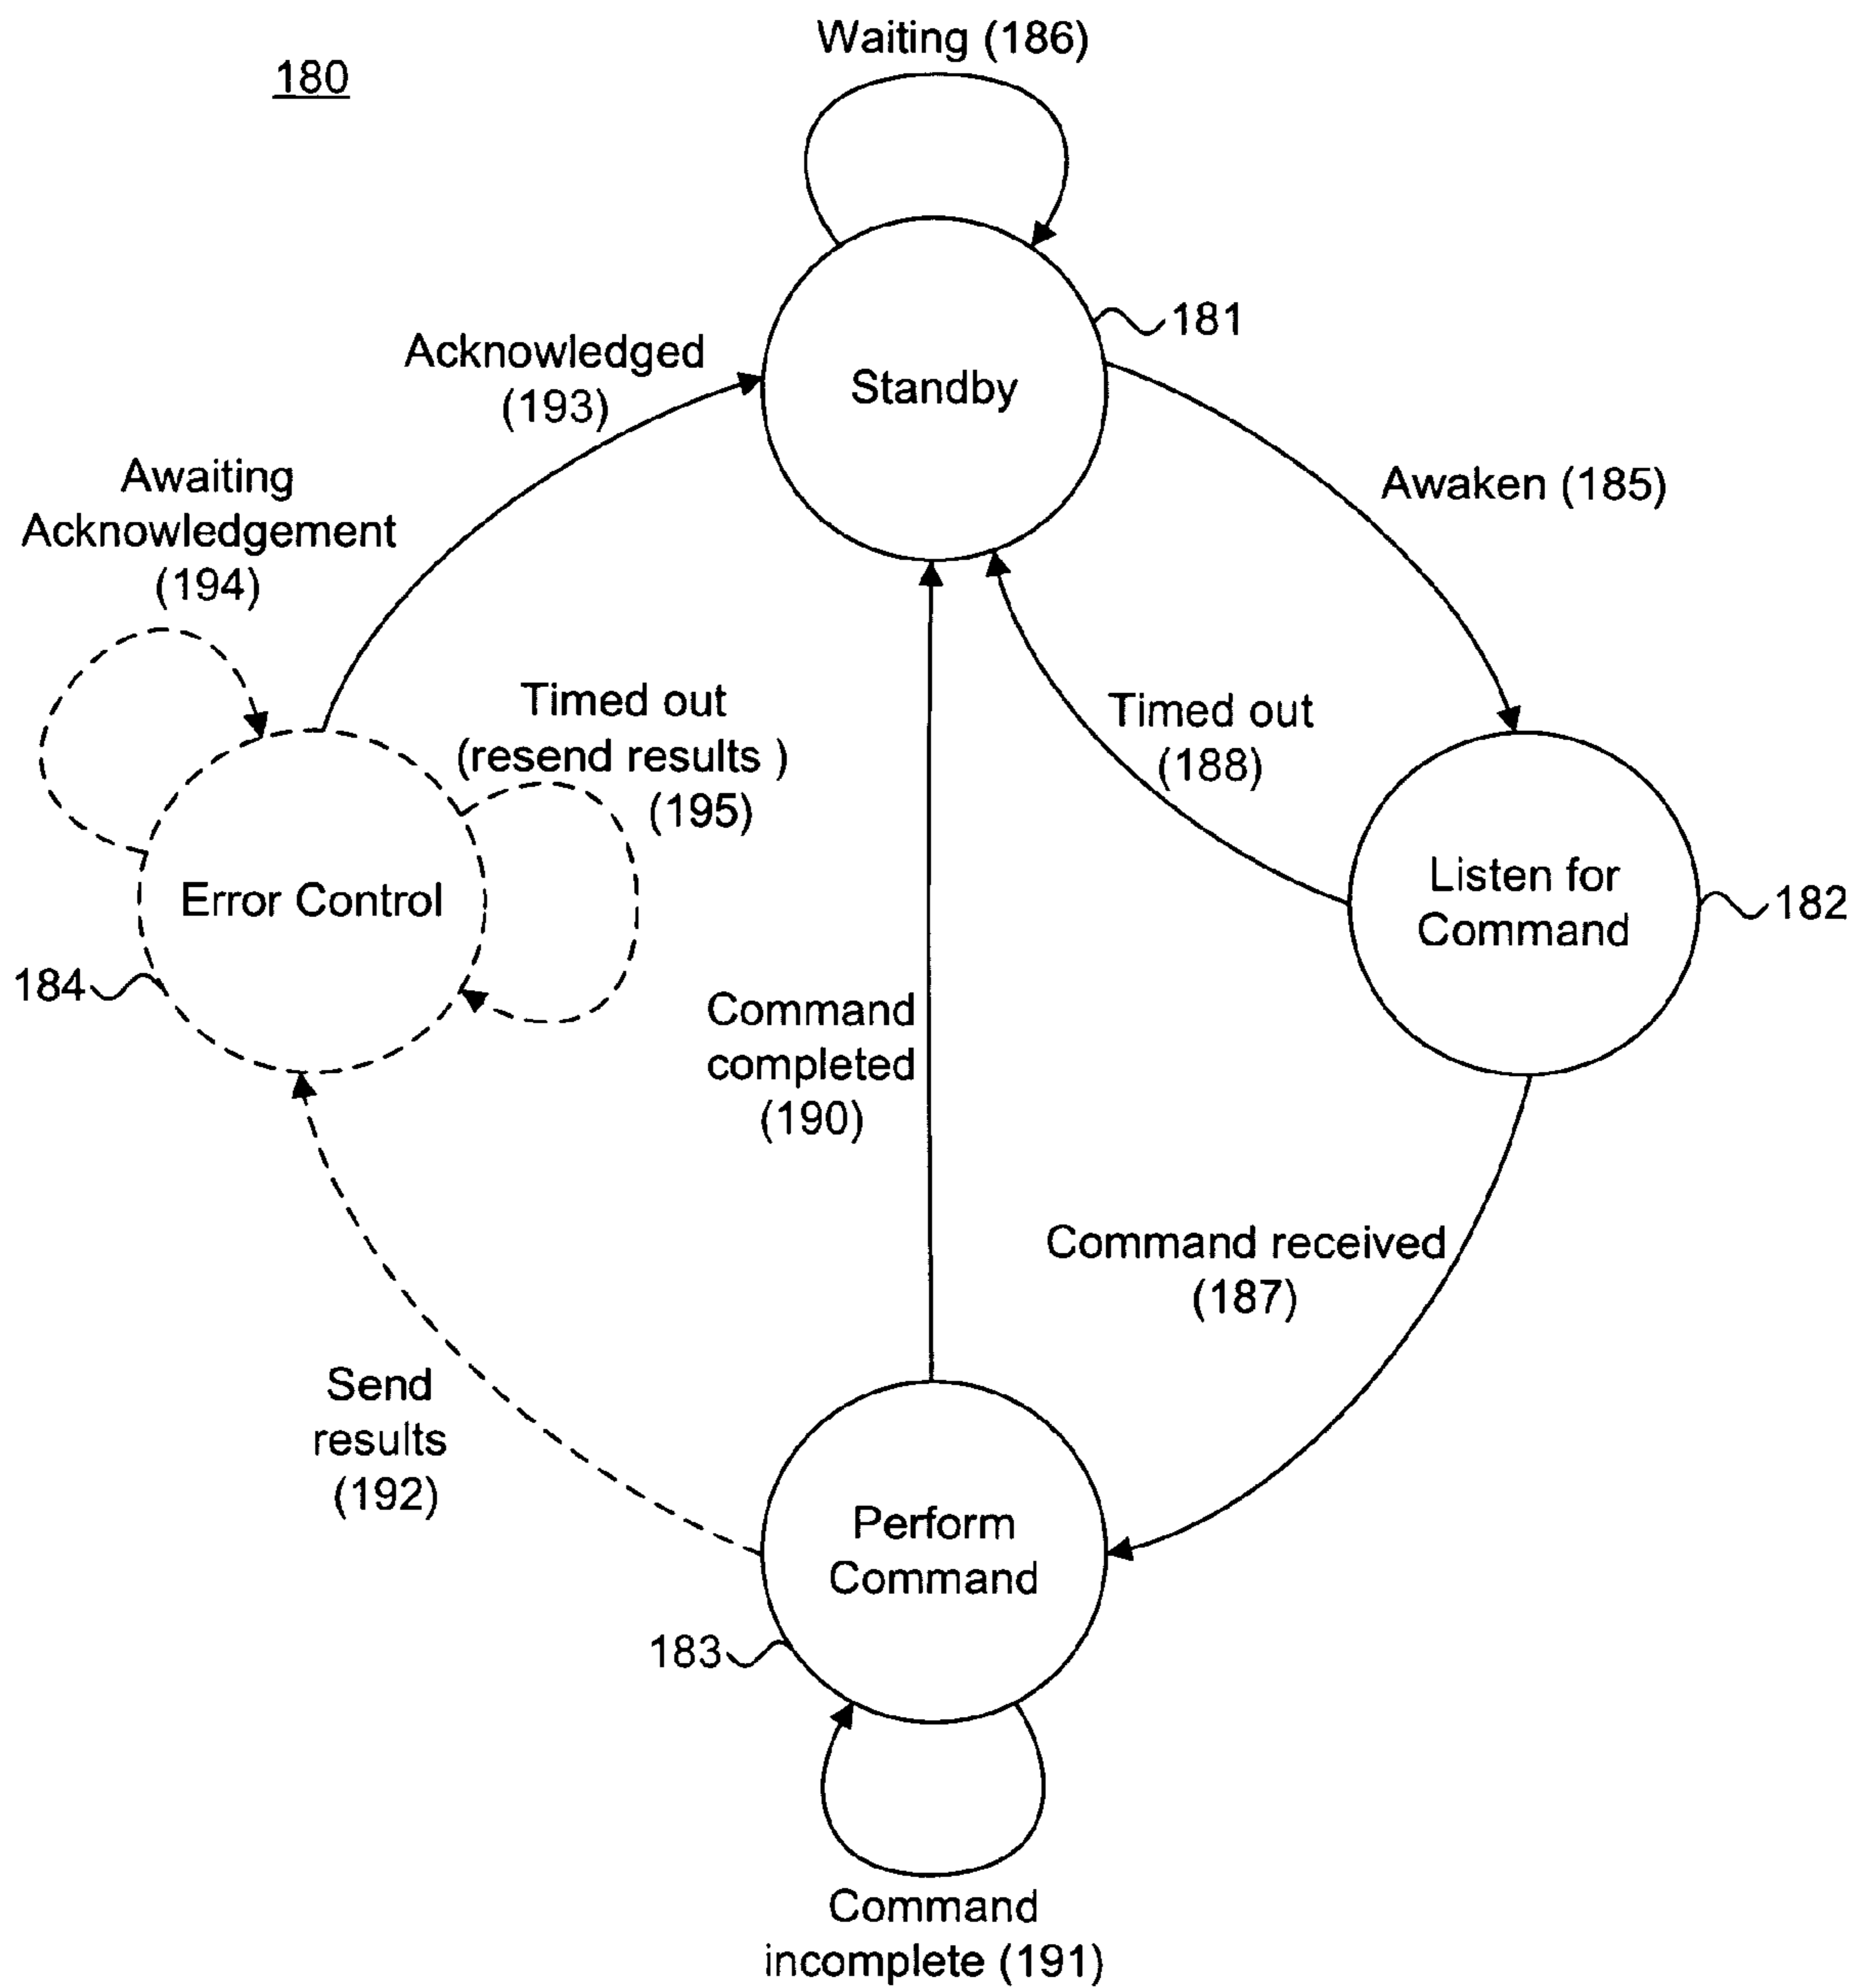 Waiting (186)
180
181
Standby
Acknowledged
(193)
Awaiting
Acknowledgement
(194)
Awaken (185)
Timed out
(resend results )
(195)
Timed out
(188)
Error Control
184
Listen for
Command
182
Command
completed
(190)
Command received
(187)
Send
results
(192)
Perform
Command
183
Command
incomplete (191)